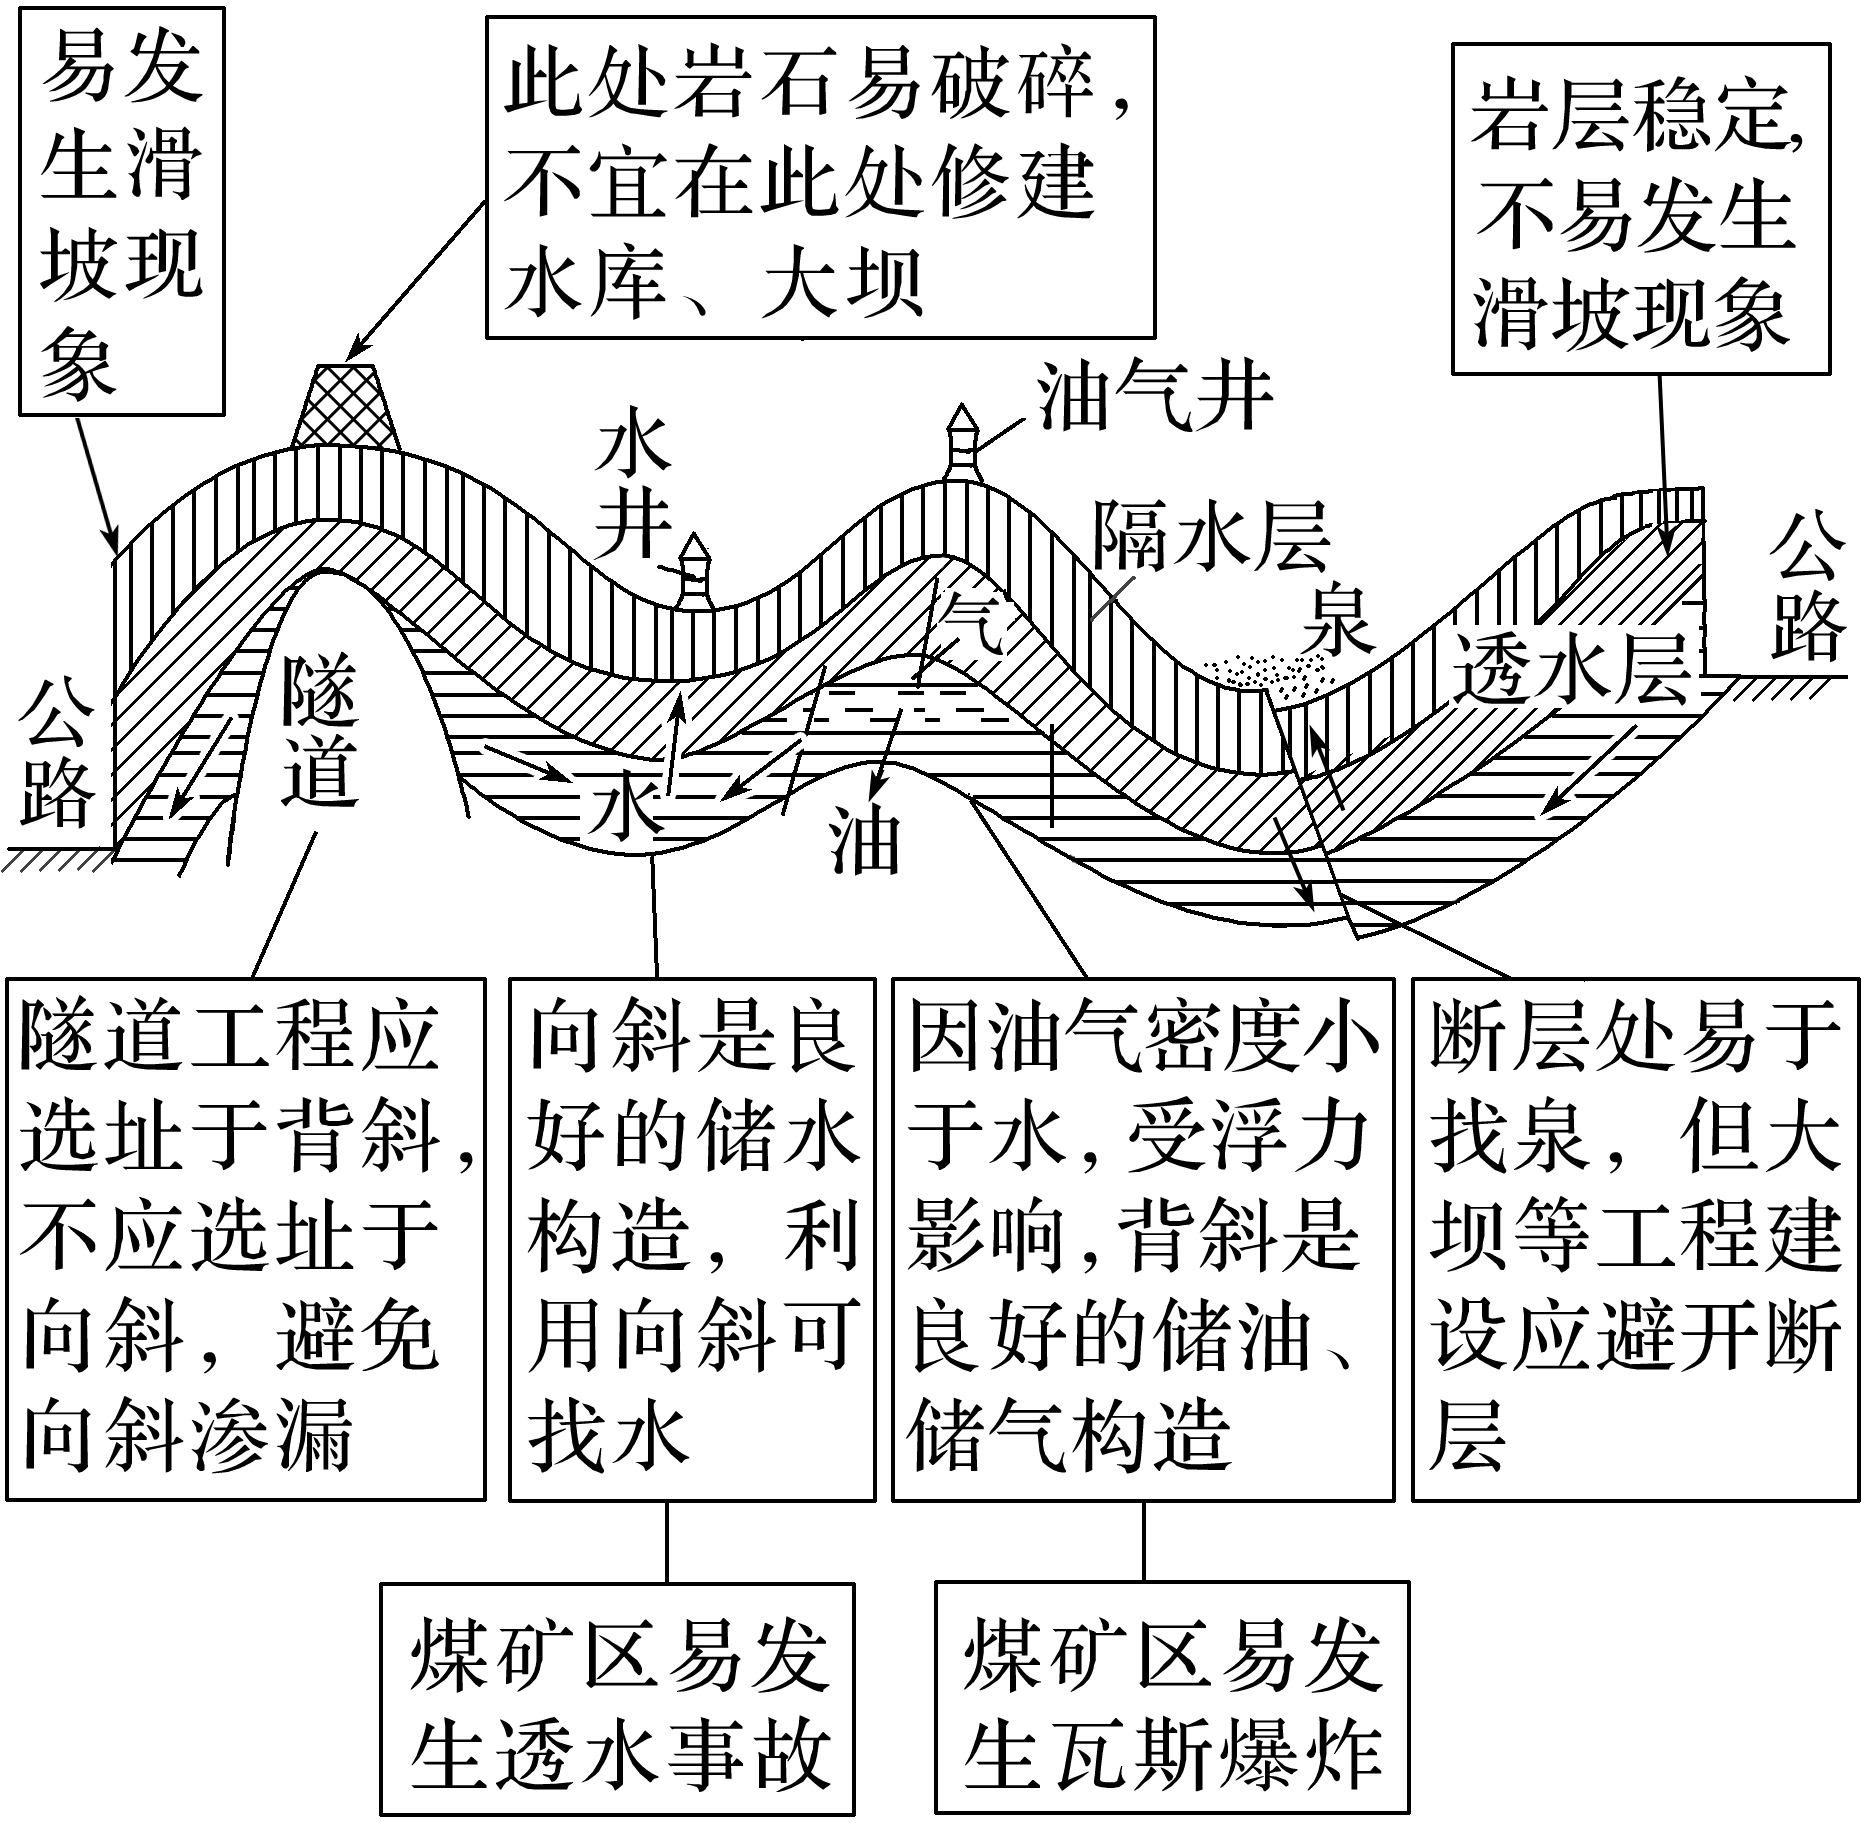 易发
生滑
坡现
象
此处岩石易破碎，
不宜在此处修建
水库、大坝
岩层稳定，
不易发生
滑坡现象
油气井
水井
隔水层
泉
公路
气
透水层
公路
隧道
水
油
隧道工程应
选址于背斜，
不应选址于
向斜，避免
向斜渗漏
向斜是良
好的储水
构造，利
用向斜可
找水
因油气密度小
于水，受浮力
影响，背斜是
良好的储油、
储气构造
断层处易于
找泉，但大
坝等工程建
设应避开断
层
煤矿区易发
生透水事故
煤矿区易发
生瓦斯爆炸